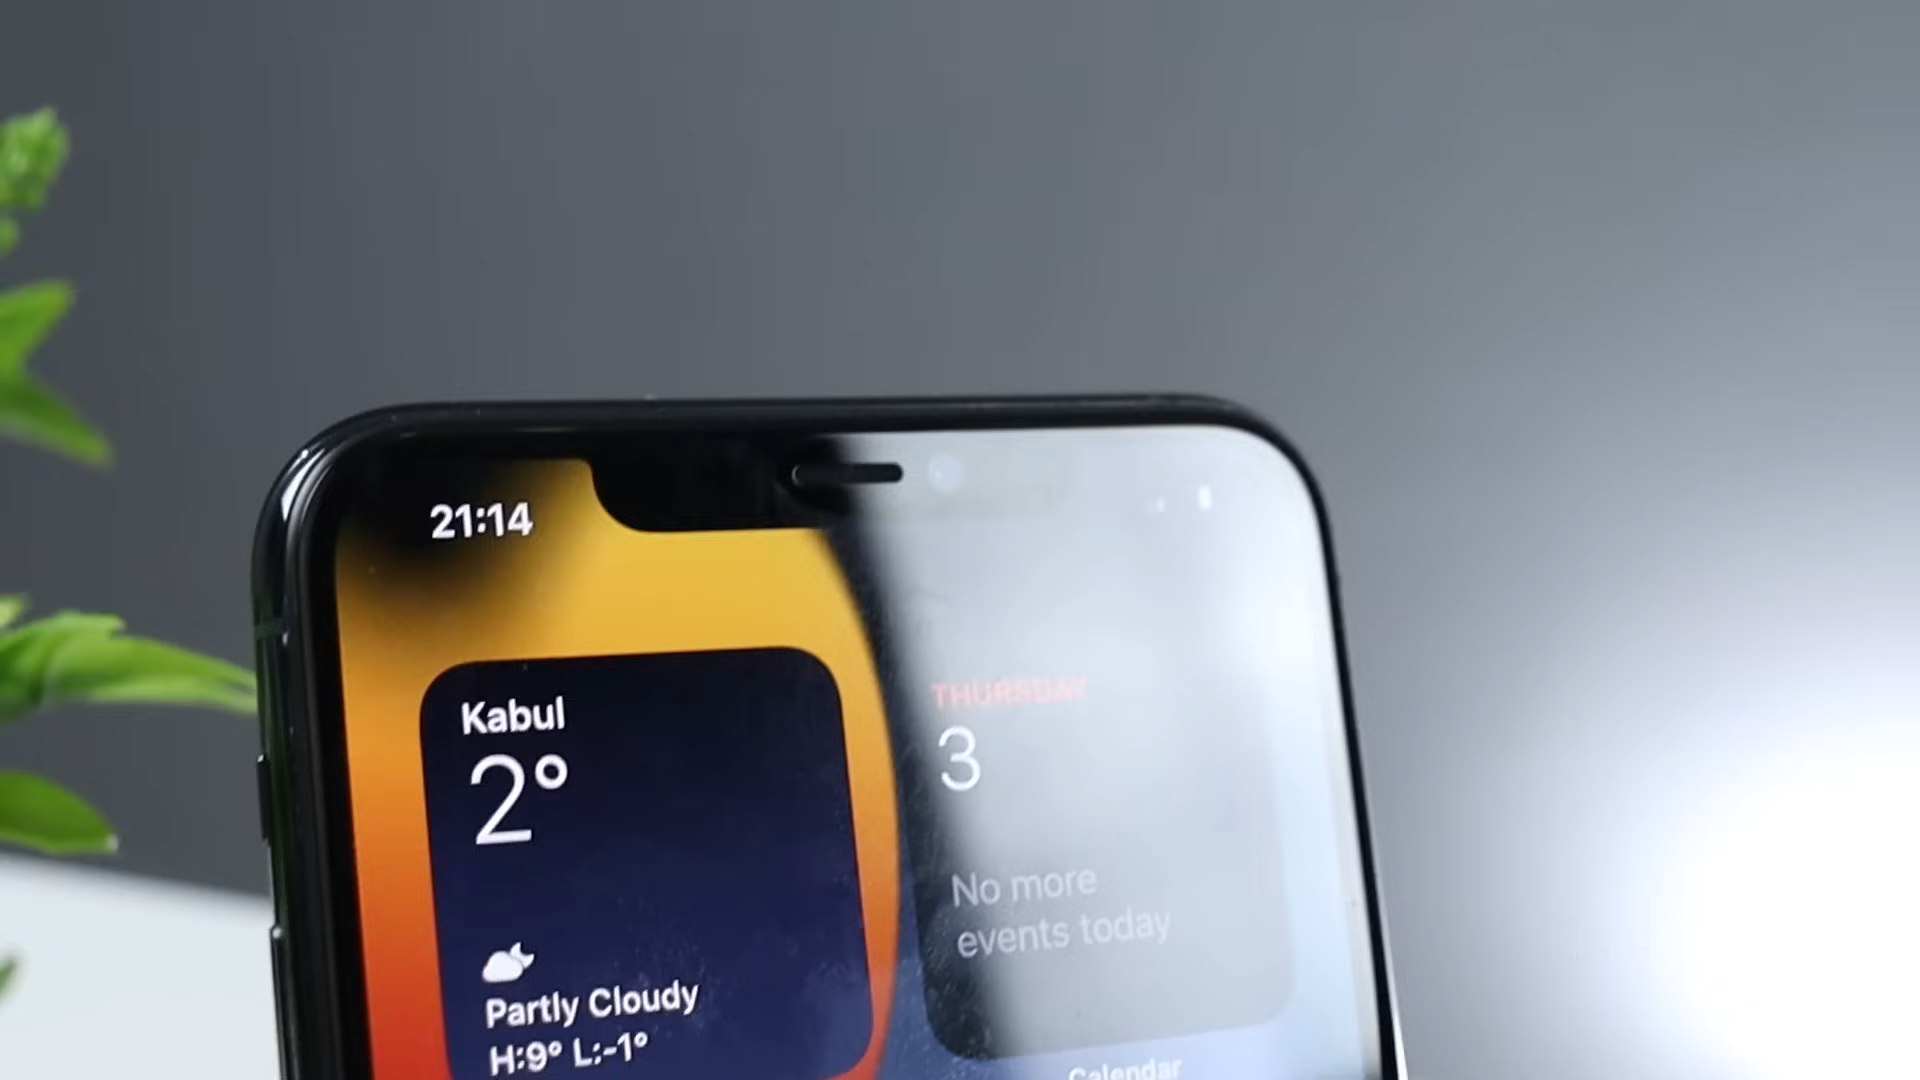 21:14
Kabul
2°
Partly Cloudy
H:9° L:-1°
THURSDAY
3
No more
events today
Calendar